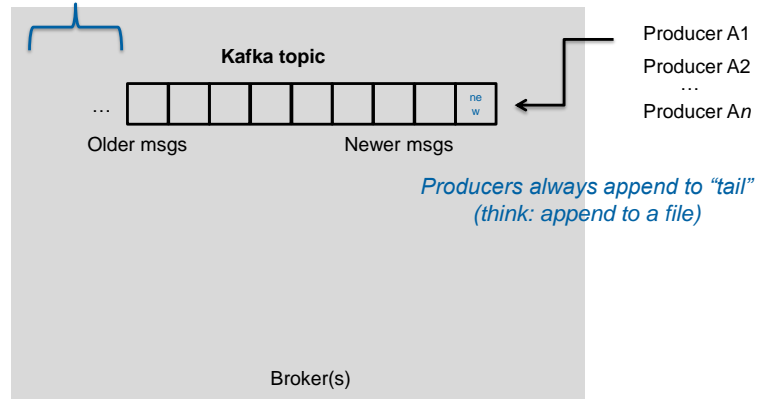 Kafka topic
Producer A1
Producer A2
…
Producer An
…
ne
w
Older msgs
Newer msgs
Producers always append to “tail”
(think: append to a file)
Broker(s)